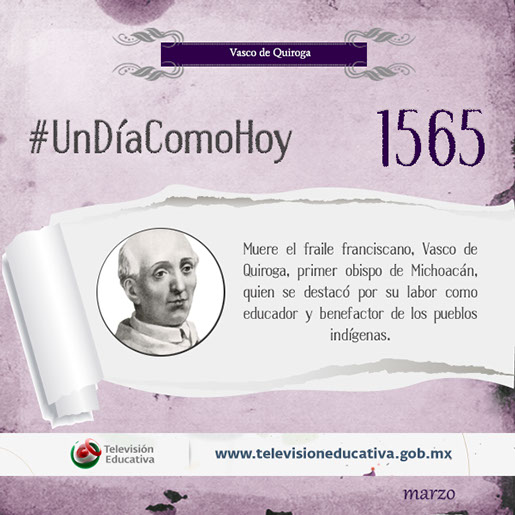 Vasco de Quiroga
#UnDíaComoHoy
1565
Muere el fraile franciscano, Vasco de
Quiroga, primer obispo de Michoacán,
quien se destacó por su labor como
educador y benefactor de los pueblos
indígenas.
Televisión
Educativa
www.televisioneducativa.gob.mx
marzo